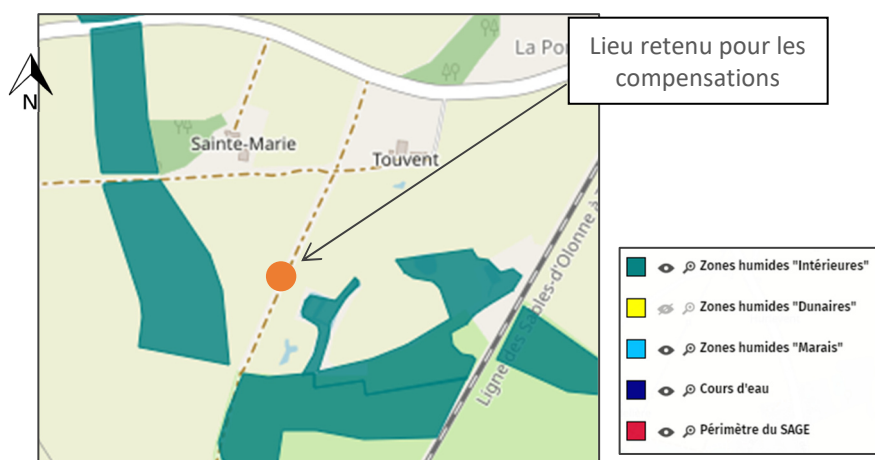 Lieu retenu pour les
compensations
La Por
N
Sainte-Marie
Touvent
Ligne des Sables-d'Olonne à
Zones humides "Intérieures"
Zones humides "Dunaires"
Zones humides "Marais"
Cours d'eau
Périmètre du SAGE